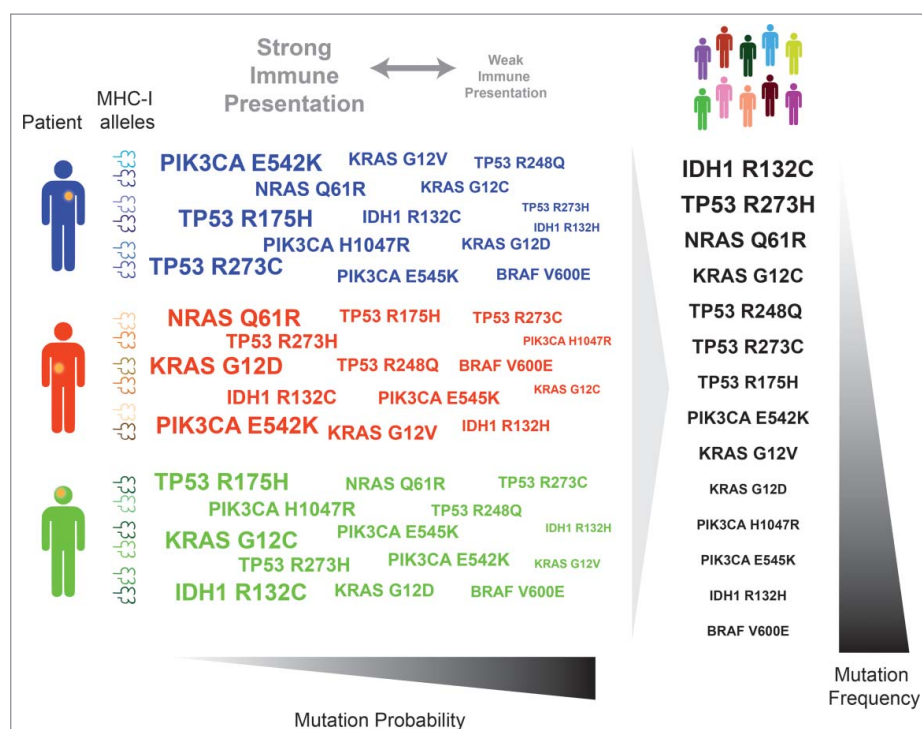 Strong
Immune
Presentation
Weak
Immune
Presentation
Patient
MHC-I
alleles
PIK3CA E542K KRAS G12V TP53 R248Q
NRAS Q61R KRAS G12C
TP53 R175H IDH1 R132C TP53 R273H
IDH1 R132H
PIK3CA H1047R KRAS G12D
TP53 R273C PIK3CA E545K BRAF V600E
NRAS Q61R TP53 R175H TP53 R273C
TP53 R273H PIK3CA H1047R
KRAS G12D TP53 R248Q BRAF V600E
IDH1 R132C PIK3CA E545K KRAS G12C
PIK3CA E542K KRAS G12V IDH1 R132H
TP53 R175H NRAS Q61R TP53 R273C
PIK3CA H1047R TP53 R248Q
KRAS G12C PIK3CA E545K IDH1 R132H
TP53 R273H PIK3CA E542K KRAS G12V
IDH1 R132C KRAS G12D BRAF V600E
Mutation Probability
IDH1 R132C
TP53 R273H
NRAS Q61R
KRAS G12C
TP53 R248Q
TP53 R273C
TP53 R175H
PIK3CA E542K
KRAS G12V
KRAS G12D
PIK3CA H1047R
PIK3CA E545K
IDH1 R132H
BRAF V600E
Mutation
Frequency